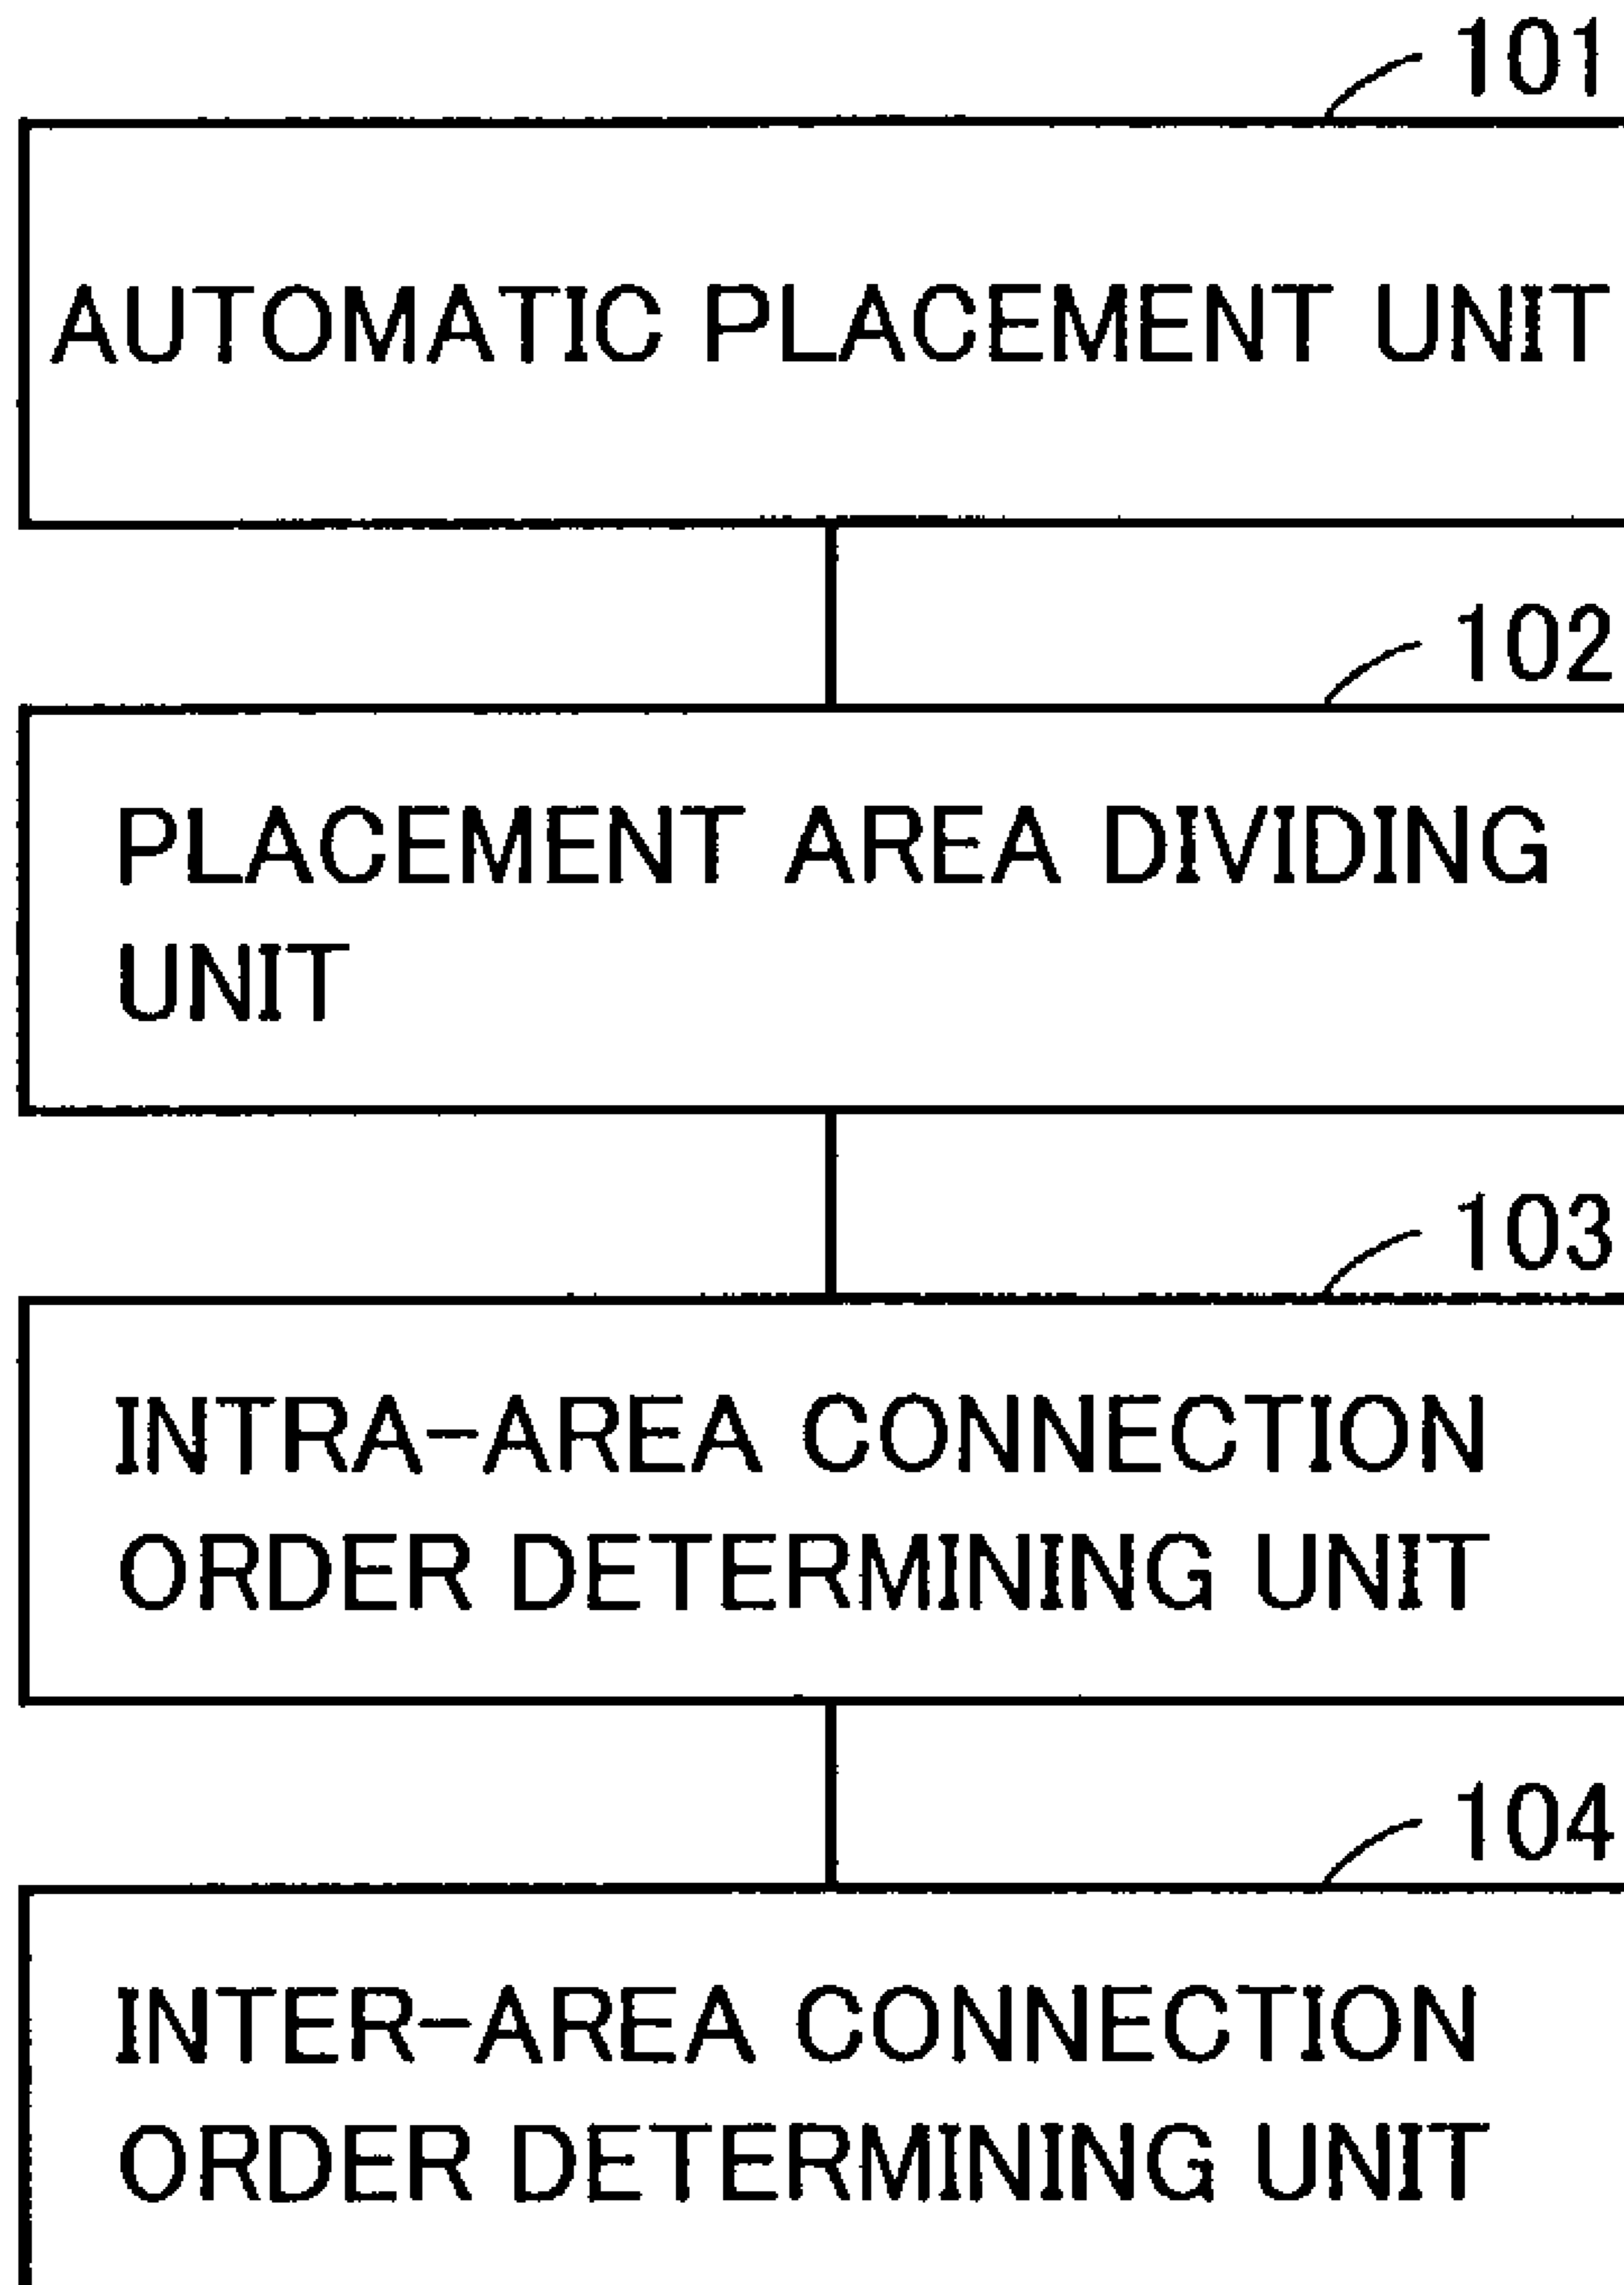 101
AUTOMATIC PLACEMENT UNIT
102
PLACEMENT AREA DIVIDING
UNIT
103
INTRA-AREA CONNECTION
ORDER DETERMINING UNIT
104
INTER-AREA CONNECTION
ORDER DETERMINING UNIT